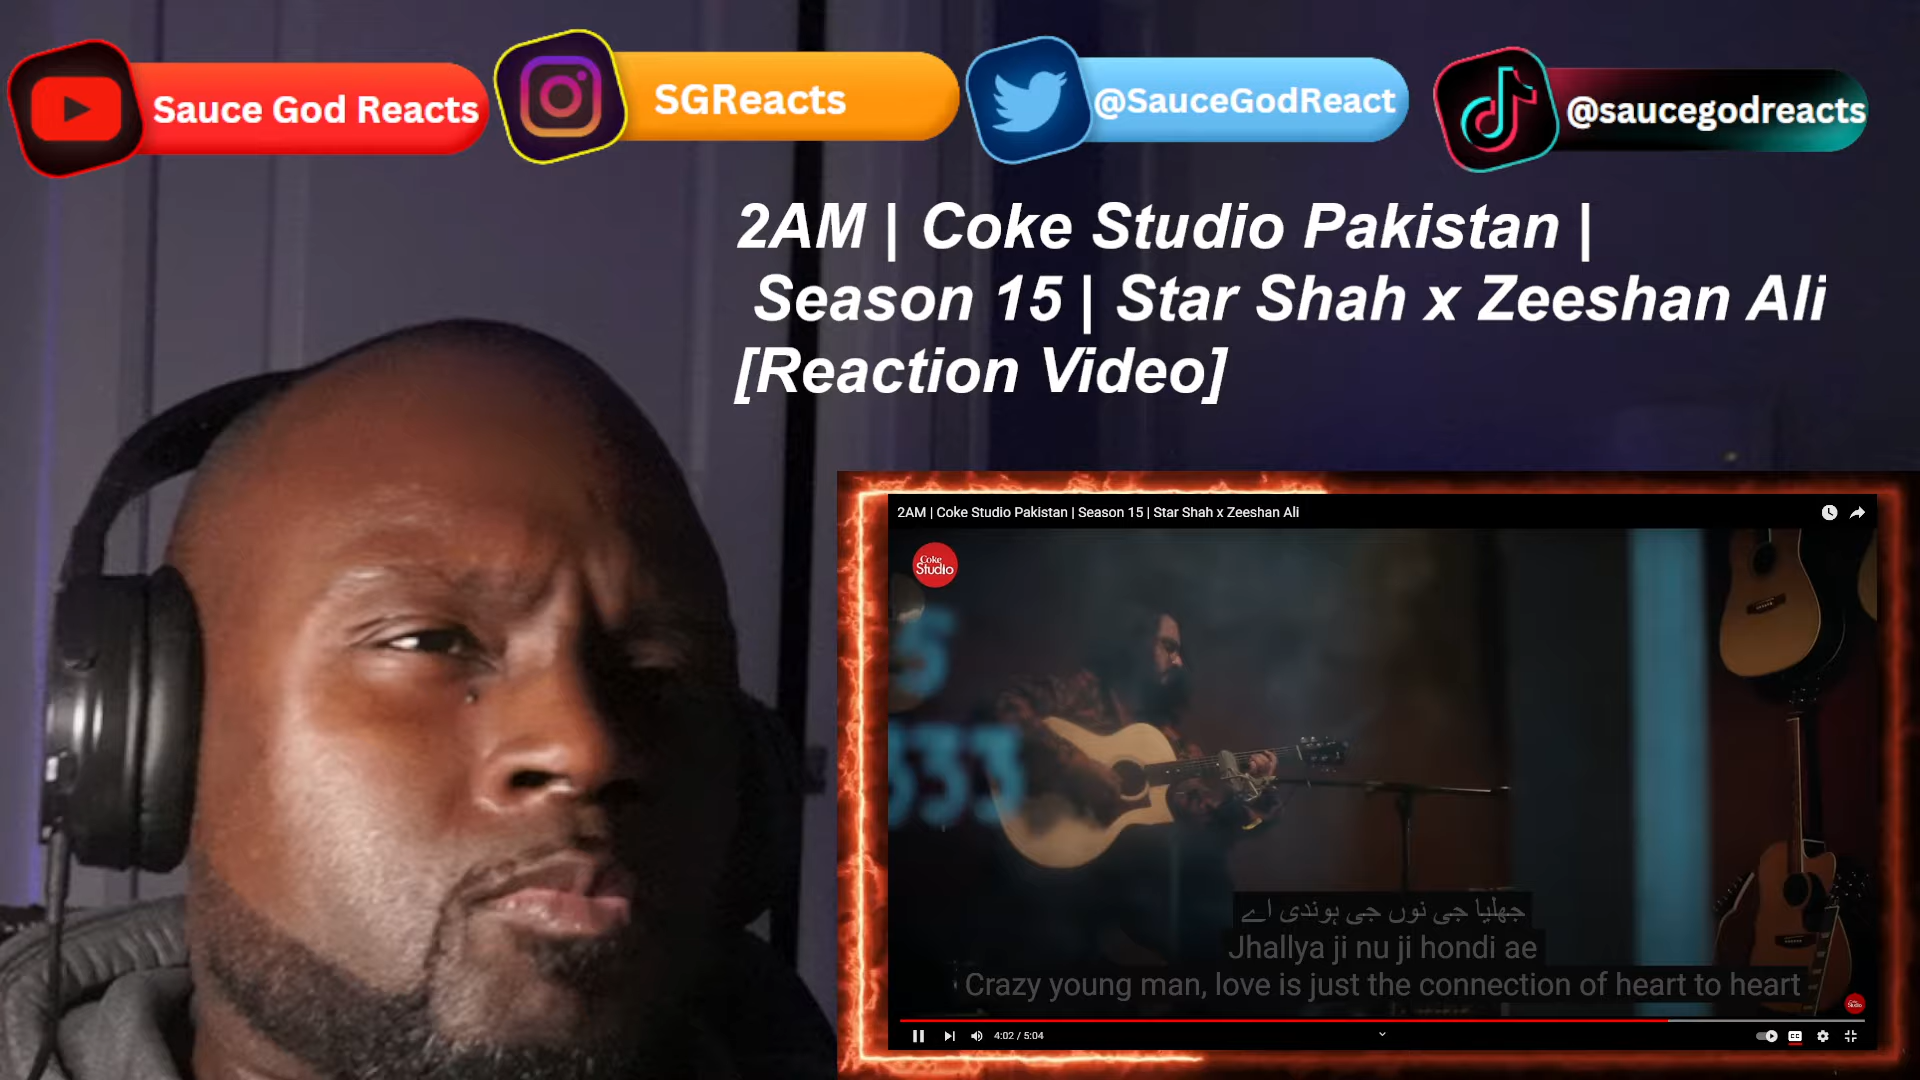 Sauce God Reacts
SGReacts
@SauceGodReact
@saucegodreacts
2AM | Coke Studio Pakistan |
Season 15 | Star Shah x Zeeshan Ali
[Reaction Video]
2AM | Coke Studio Pakistan | Season 15 | Star Shah x Zeeshan Ali
Coke
Studio
5
333
جھلیا جی نوں جی ہوندی اے
Jhallya ji nu ji hondi ae
Crazy young man, love is just the connection of heart to heart
4:02 / 5:04
CC